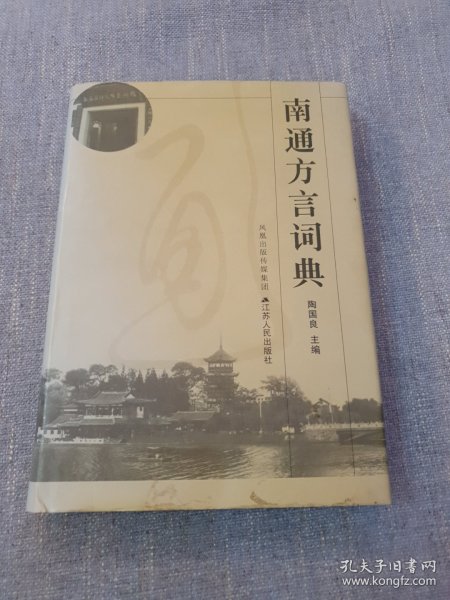 南通方言词典
陶国良 主编
凤凰出版传媒集团
江苏人民出版社
孔夫子旧书网
www.kongfz.com